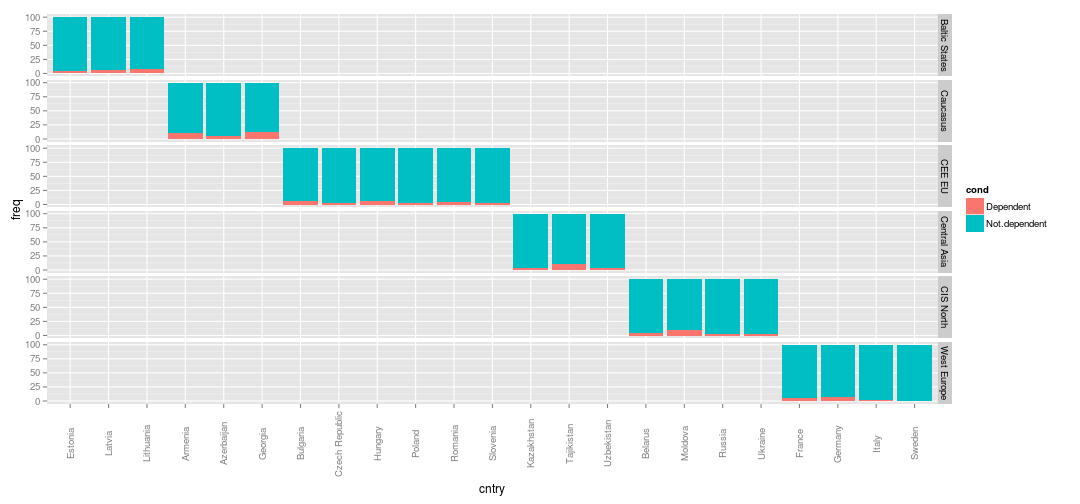 100
75
50
25
0
Baltic States
100
75
50
25
0
Caucasus
100
75
50
25
0
CEE EU
100
75
50
25
0
Central Asia
100
75
50
25
0
CIS North
100
75
50
25
0
West Europe
freq
Estonia
Latvia
Lithuania
Armenia
Azerbaijan
Georgia
Bulgaria
Czech Republic
Hungary
Poland
Romania
Slovenia
Kazakhstan
Tajikistan
Uzbekistan
Belarus
Moldova
Russia
Ukraine
France
Germany
Italy
Sweden
cntry
cond
Dependent
Not.dependent